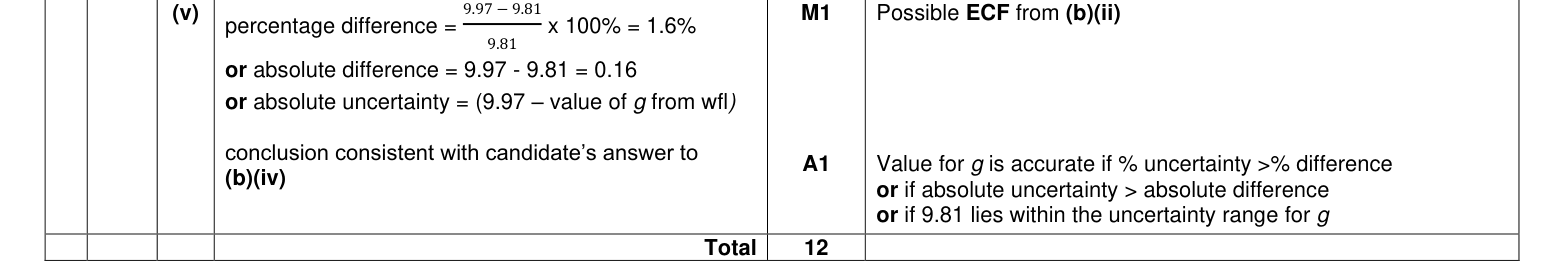 (v) percentage difference = 9.97 − 9.81 / 9.81 x 100% = 1.6% M1 Possible ECF from (b)(ii)
or absolute difference = 9.97 - 9.81 = 0.16
or absolute uncertainty = (9.97 – value of g from wfl)
conclusion consistent with candidate’s answer to
(b)(iv)
A1 Value for g is accurate if % uncertainty >% difference
or if absolute uncertainty > absolute difference
or if 9.81 lies within the uncertainty range for g
Total 12